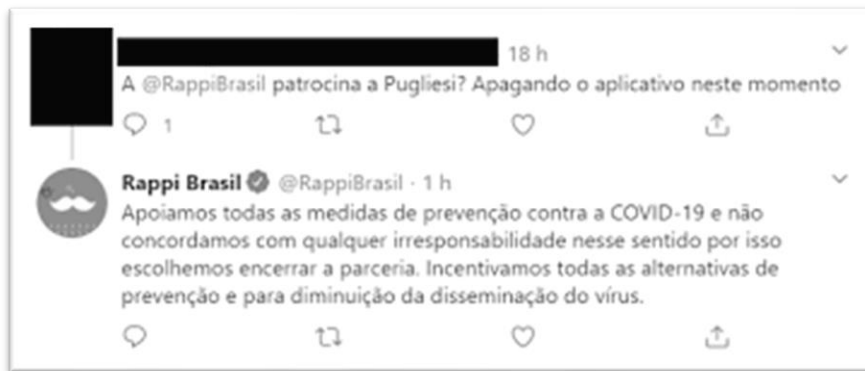 18 h
A @RappiBrasil patrocina a Pugliesi? Apagando o aplicativo neste momento
1
Rappi Brasil @RappiBrasil · 1 h
Apoiamos todas as medidas de prevenção contra a COVID-19 e não
concordamos com qualquer irresponsabilidade nesse sentido por isso
escolhemos encerrar a parceria. Incentivamos todas as alternativas de
prevenção e para diminuição da disseminação do vírus.